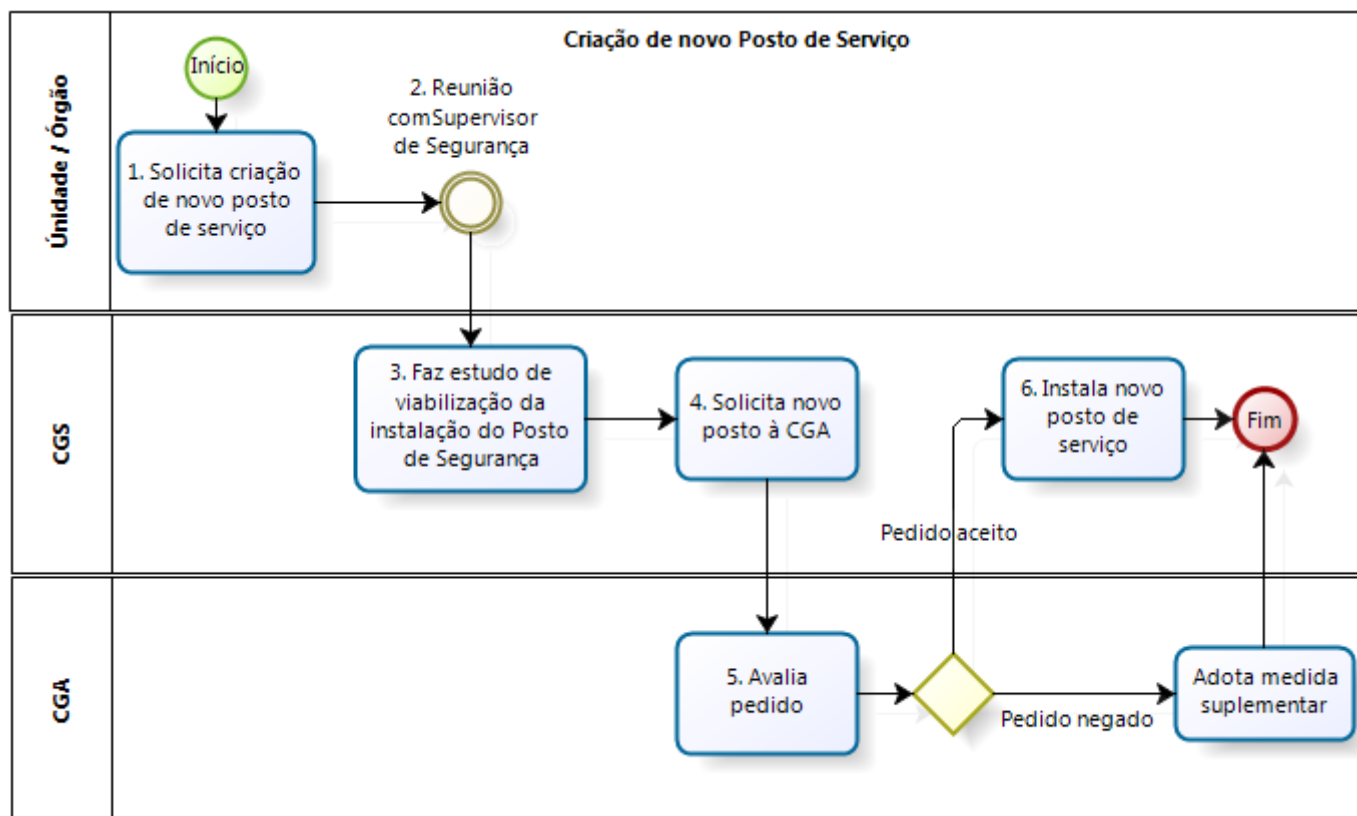 Criação de novo Posto de Serviço
Únidade / Órgão
Início
1. Solicita criação
de novo posto
de serviço
2. Reunião
comSupervisor
de Segurança
CGS
3. Faz estudo de
viabilização da
instalação do Posto
de Segurança
4. Solicita novo
posto à CGA
6. Instala novo
posto de
serviço
Fim
Pedido aceito
CGA
5. Avalia
pedido
Pedido negado
Adota medida
suplementar